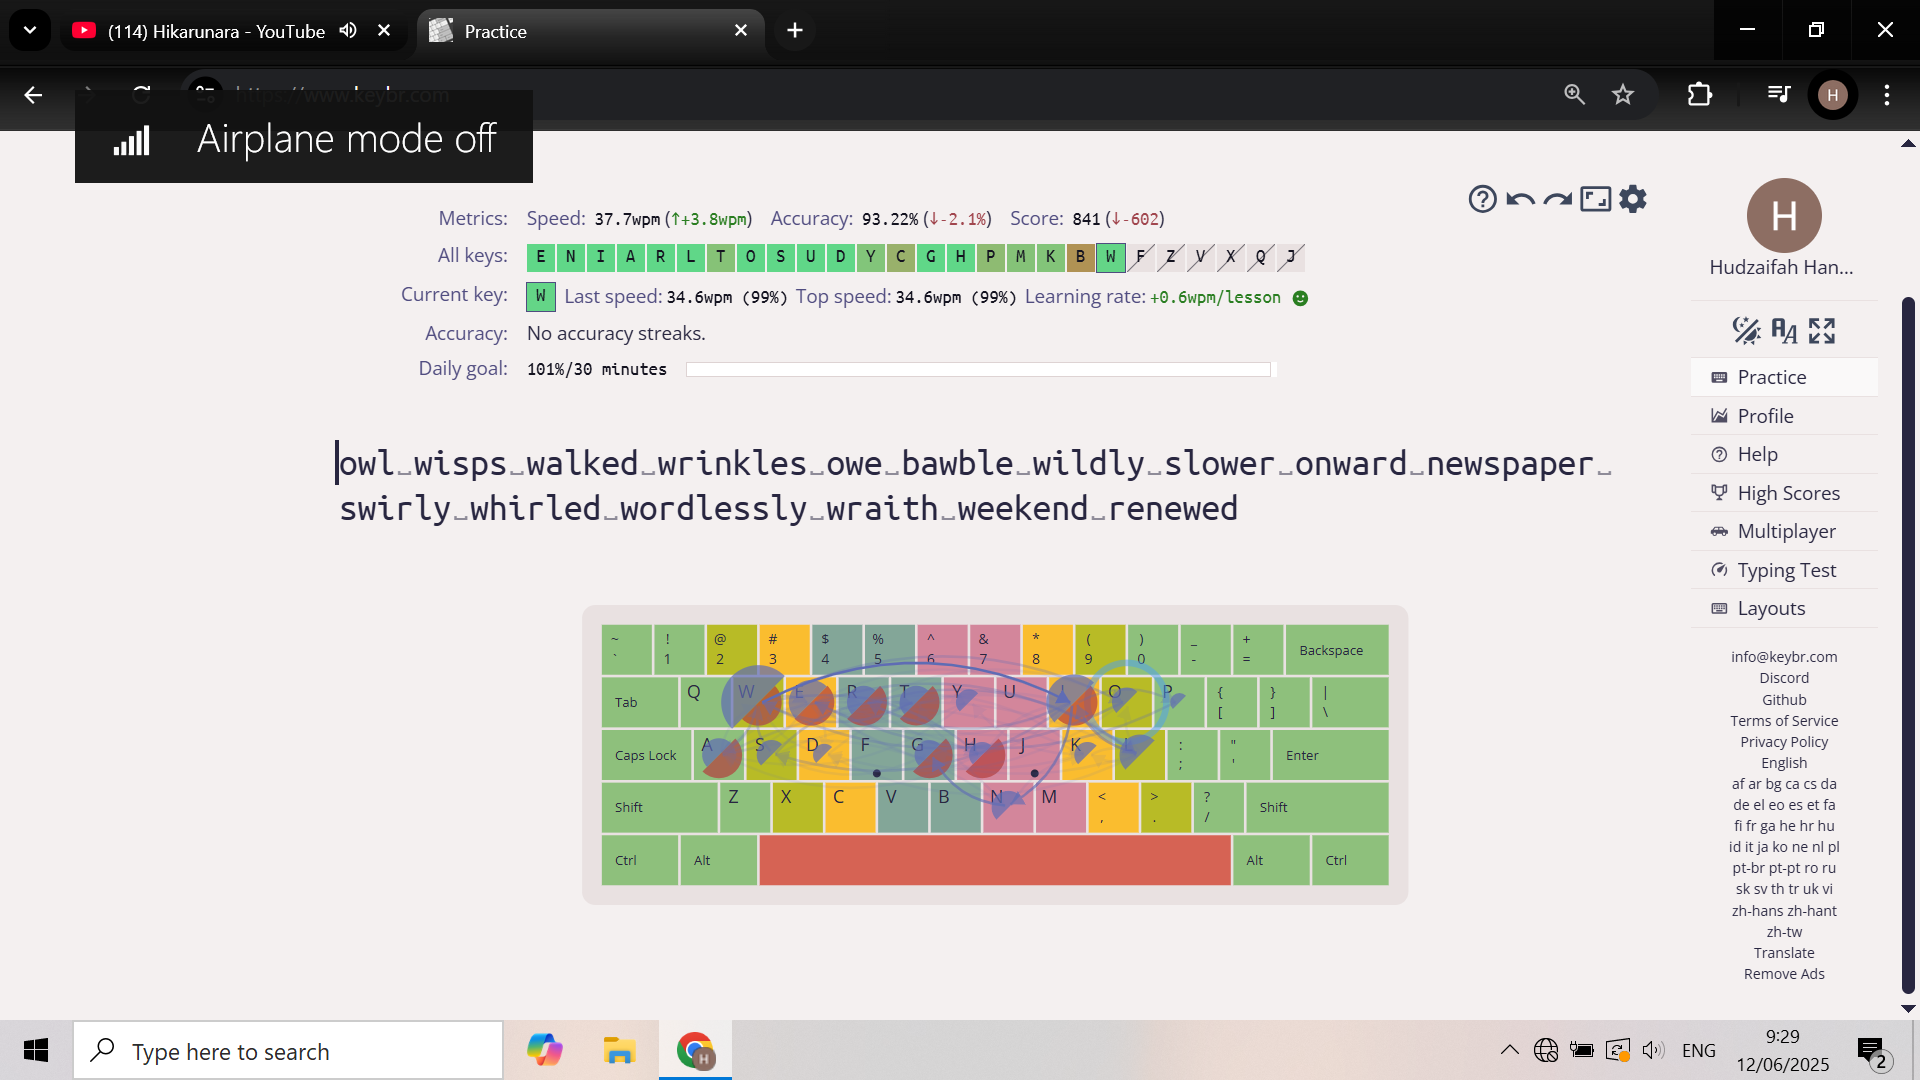 (114) Hikarunara - YouTube
Practice
https://www.keybr.com
H
Airplane mode off
Metrics: Speed: 37.7wpm (↑+3.8wpm) Accuracy: 93.22% (↓-2.1%) Score: 841 (↓-602)
All keys: E N I A R L T O S U D Y C G H P M K B W F Z V X Q J
Current key: W Last speed: 34.6wpm (99%) Top speed: 34.6wpm (99%) Learning rate: +0.6wpm/lesson
Accuracy: No accuracy streaks.
Daily goal: 101%/30 minutes
owl␣wisps␣walked␣wrinkles␣owe␣bawble␣wildly␣slower␣onward␣newspaper␣
swirly␣whirled␣wordlessly␣wraith␣weekend␣renewed
~ ! @ # $ % ^ & * ( ) _ +
` 1 2 3 4 5 6 7 8 9 0 - = Backspace
Tab Q W E R T Y U I O P { } |
[ ] \
Caps Lock A S D F G H J K L : "
; ' Enter
Shift Z X C V B N M < > ?
, . / Shift
Ctrl Alt Alt Ctrl
H
Hudzaifah Han...
Practice
Profile
Help
High Scores
Multiplayer
Typing Test
Layouts
info@keybr.com
Discord
Github
Terms of Service
Privacy Policy
English
af ar bg ca cs da
de el eo es et fa
fi fr ga he hr hu
id it ja ko ne nl pl
pt-br pt-pt ro ru
sk sv th tr uk vi
zh-hans zh-hant
zh-tw
Translate
Remove Ads
Type here to search
H
ENG
9:29
12/06/2025
2